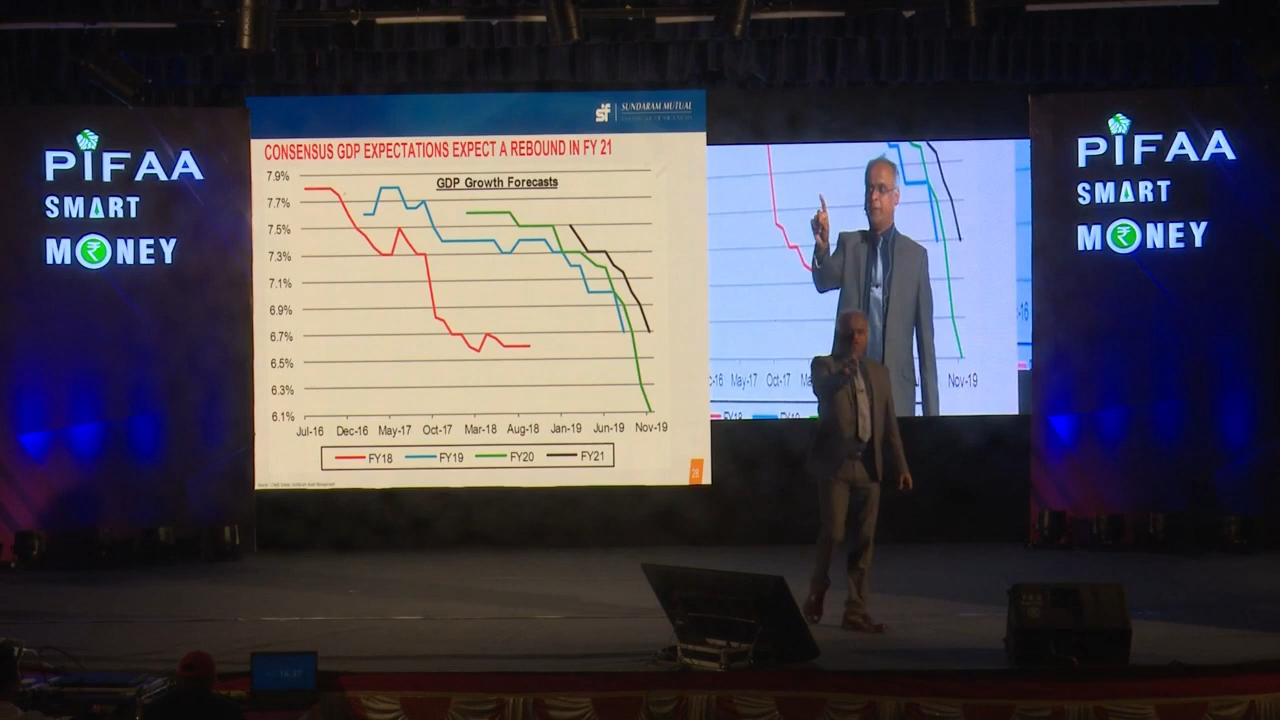 PIFAA
SMART
MONEY
SUNDARAM MUTUAL
CONSENSUS GDP EXPECTATIONS EXPECT A REBOUND IN FY 21
GDP Growth Forecasts
7.9%
7.7%
7.5%
7.3%
7.1%
6.9%
6.7%
6.5%
6.3%
6.1%
Jul-16 Dec-16 May-17 Oct-17 Mar-18 Aug-18 Jan-19 Jun-19 Nov-19
FY18 FY19 FY20 FY21
28
-16
May-17 Oct-17 Nov-19
FY18
PIFAA
SMART
MONEY